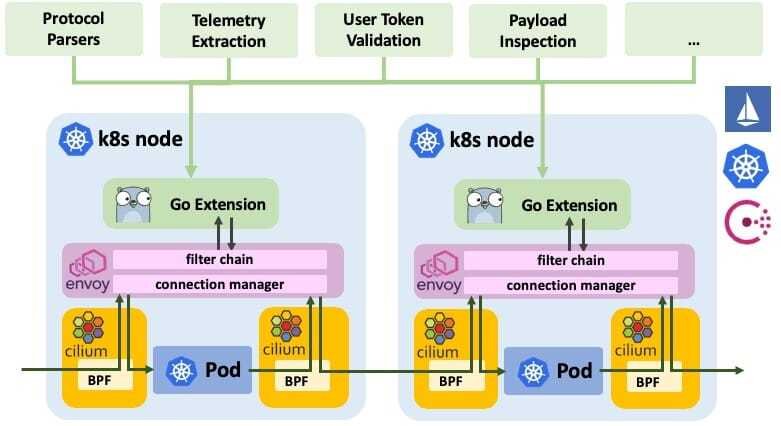 Protocol
Parsers
Telemetry
Extraction
User Token
Validation
Payload
Inspection
...
k8s node
Go Extension
filter chain
envoy
connection manager
cilium
BPF
Pod
cilium
BPF
k8s node
Go Extension
filter chain
envoy
connection manager
cilium
BPF
Pod
cilium
BPF